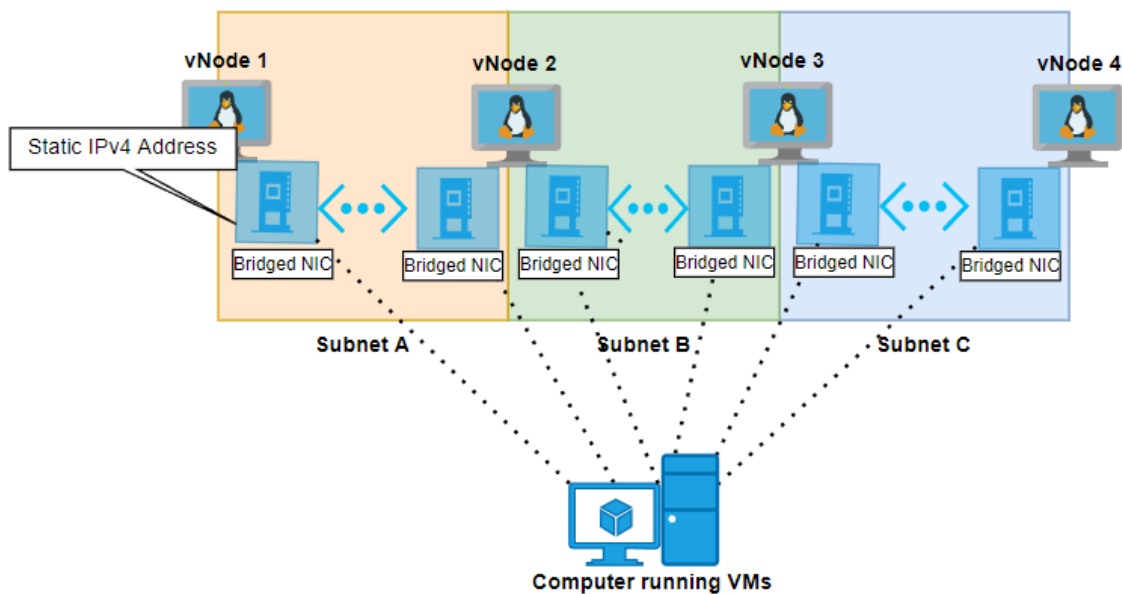 vNode 1
vNode 2
vNode 3
vNode 4
Static IPv4 Address
Bridged NIC
Bridged NIC
Bridged NIC
Bridged NIC
Bridged NIC
Bridged NIC
Subnet A
Subnet B
Subnet C
Computer running VMs